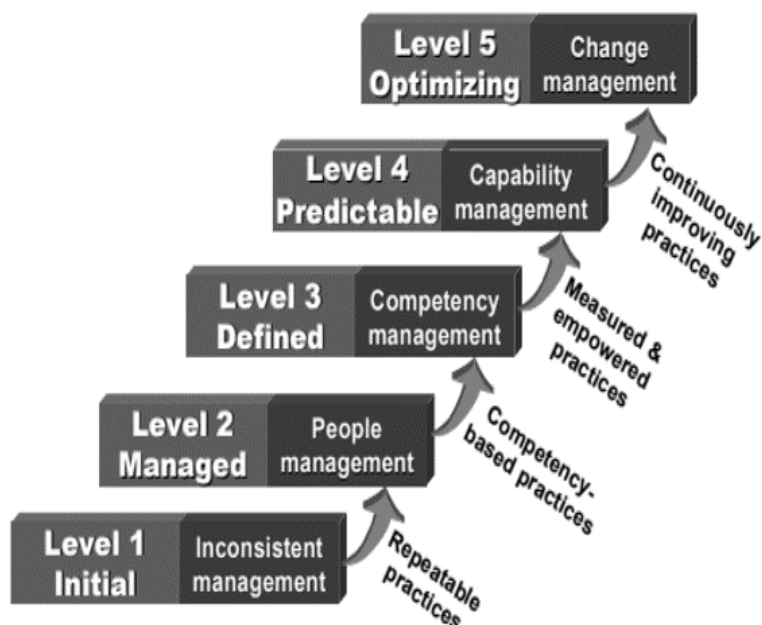 Level 5
Optimizing
Change
management
Continuously
improving
practices
Level 4
Predictable
Capability
management
Measured &
empowered
practices
Level 3
Defined
Competency
management
Competency-
based practices
Level 2
Managed
People
management
Repeatable
practices
Level 1
Initial
Inconsistent
management